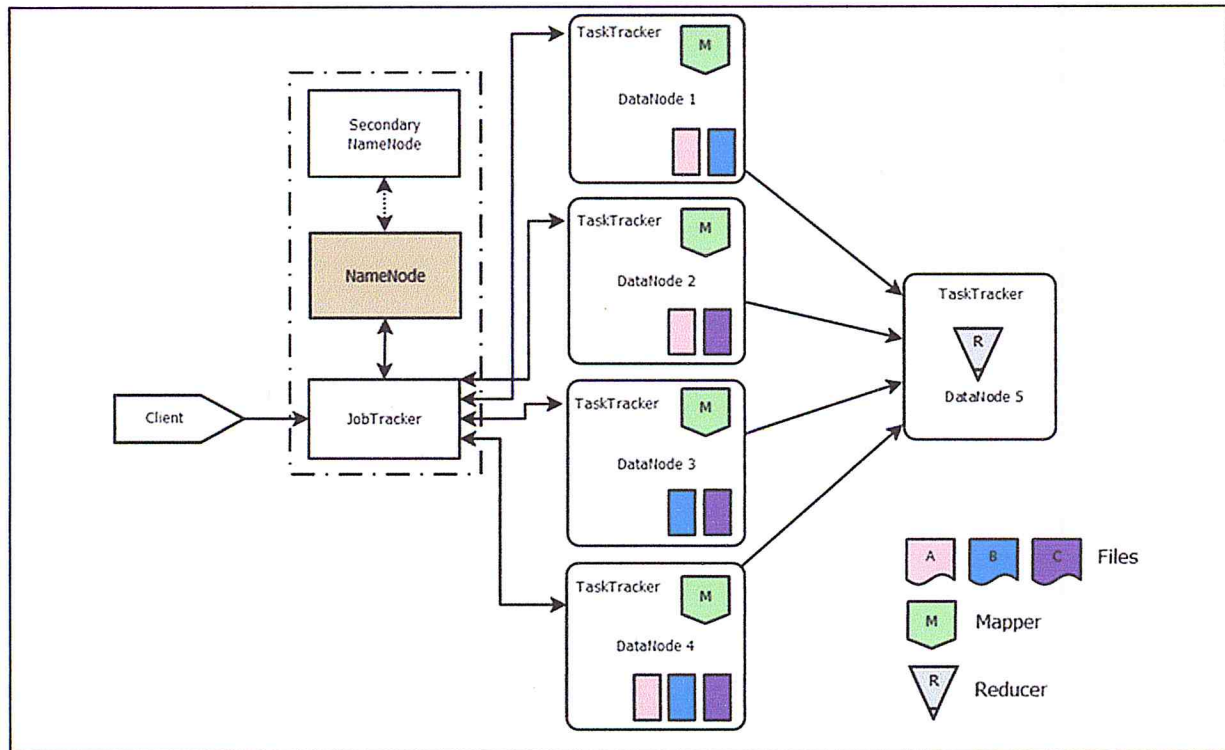 TaskTracker
M
DataNode 1
Secondary
NameNode
TaskTracker
M
DataNode 2
NameNode
TaskTracker
R
DataNode 5
Client
JobTracker
TaskTracker
M
DataNode 3
A B C Files
TaskTracker
M
DataNode 4
M Mapper
R Reducer